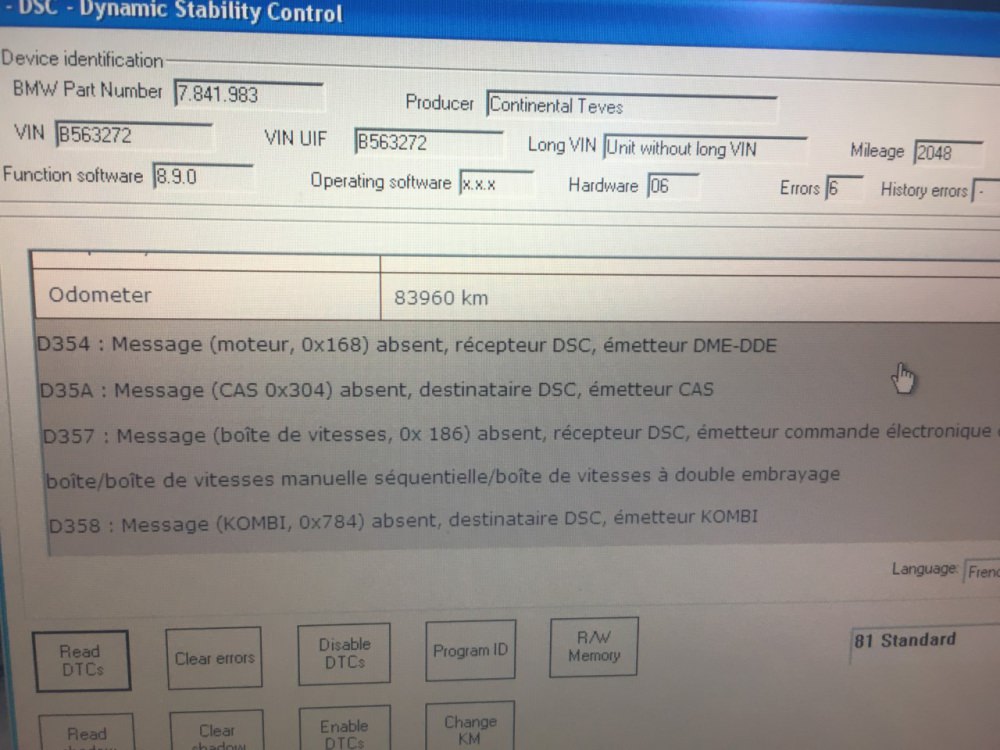 - DSC - Dynamic Stability Control
Device identification
BMW Part Number 7.841.983 Producer Continental Teves
VIN B563272 VIN UIF B563272 Long VIN Unit without long VIN Mileage 2048
Function software 8.9.0 Operating software x.x.x Hardware 06 Errors 6 History errors -
Odometer 83960 km
D354 : Message (moteur, 0x168) absent, récepteur DSC, émetteur DME-DDE
D35A : Message (CAS 0x304) absent, destinataire DSC, émetteur CAS
D357 : Message (boîte de vitesses, 0x 186) absent, récepteur DSC, émetteur commande électronique
boîte/boîte de vitesses manuelle séquentielle/boîte de vitesses à double embrayage
D358 : Message (KOMBI, 0x784) absent, destinataire DSC, émetteur KOMBI
Language: Frenc
Read DTCs
Clear errors
Disable DTCs
Program ID
R/W Memory
81 Standard
Read
Clear shadow
Enable DTCs
Change KM